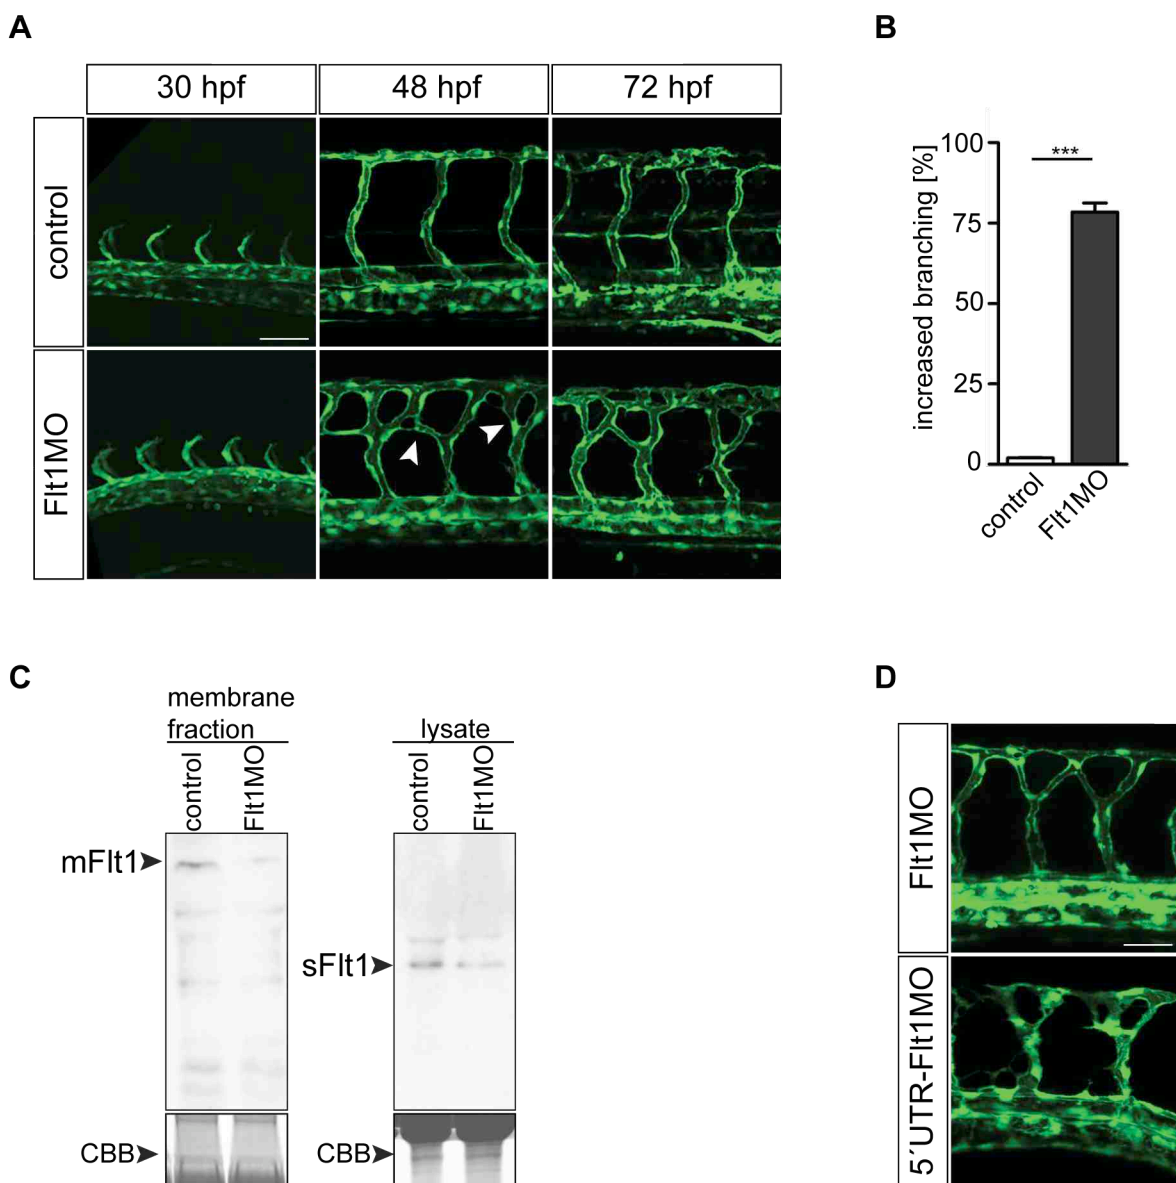 A
30 hpf
48 hpf
72 hpf
control
Flt1MO
B
increased branching [%]
100
75
50
25
0
***
control
Flt1MO
C
membrane
fraction
lysate
control
Flt1MO
control
Flt1MO
mFlt1
sFlt1
CBB
CBB
D
Flt1MO
5´UTR-Flt1MO